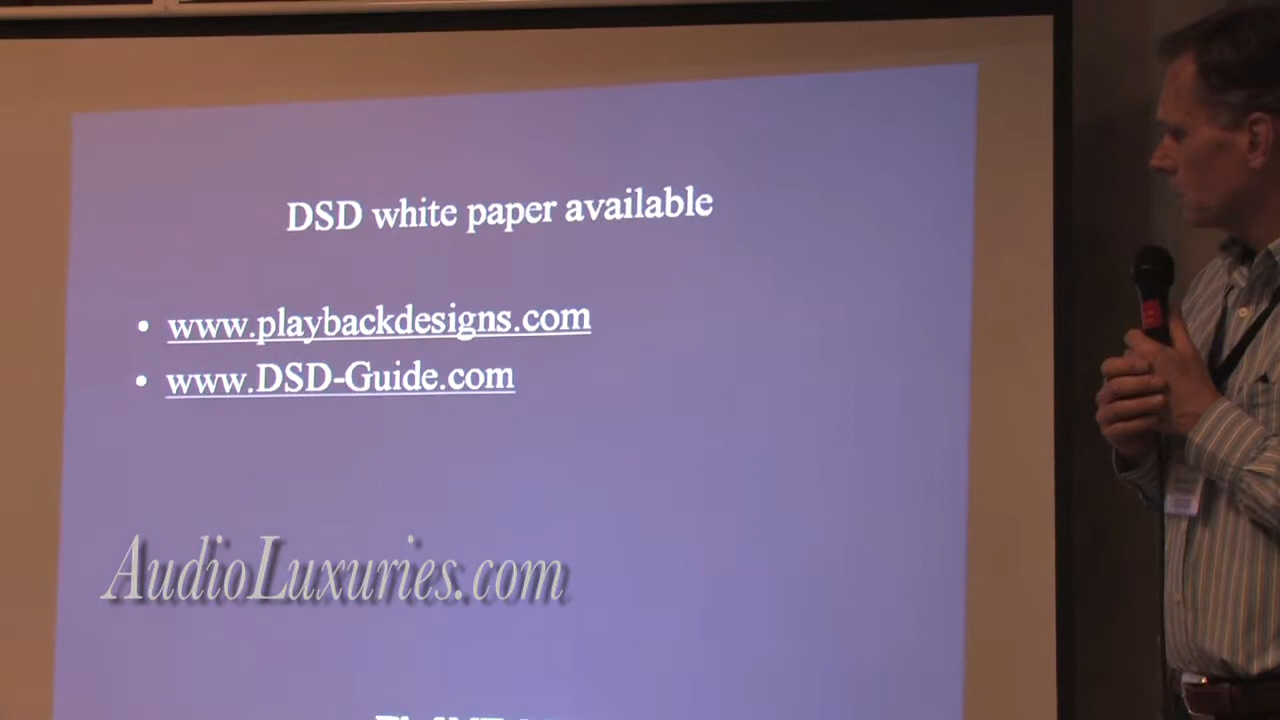 DSD white paper available
• www.playbackdesigns.com
• www.DSD-Guide.com
AudioLuxuries.com